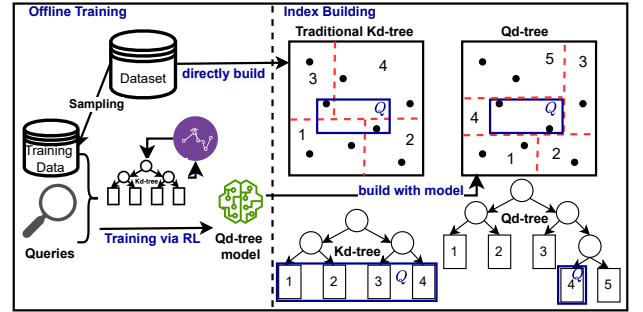 Offline Training
Index Building
Traditional Kd-tree
Qd-tree
Dataset
directly build
Sampling
Training
Data
Kd-tree
Queries
Training via RL
Qd-tree
model
build with model
3
4
Q
1
2
5
3
4
Q
1
2
Kd-tree
1
2
3
Q
4
Qd-tree
1
2
3
4
Q
5